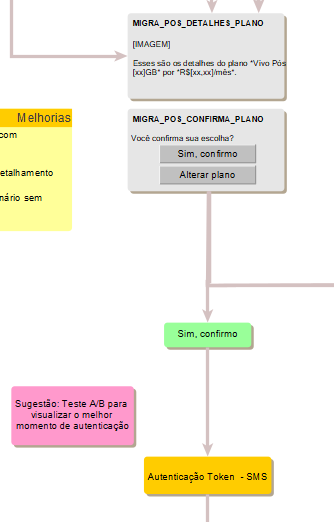 MIGRA_POS_DETALHES_PLANO
[IMAGEM]
Esses são os detalhes do plano *Vivo Pós
[xx]GB* por *R$[xx,xx]/mês*.
MIGRA_POS_CONFIRMA_PLANO
Você confirma sua escolha?
Sim, confirmo
Alterar plano
Melhorias
com
etalhamento
nário sem
Sim, confirmo
Sugestão: Teste A/B para
visualizar o melhor
momento de autenticação
Autenticação Token - SMS